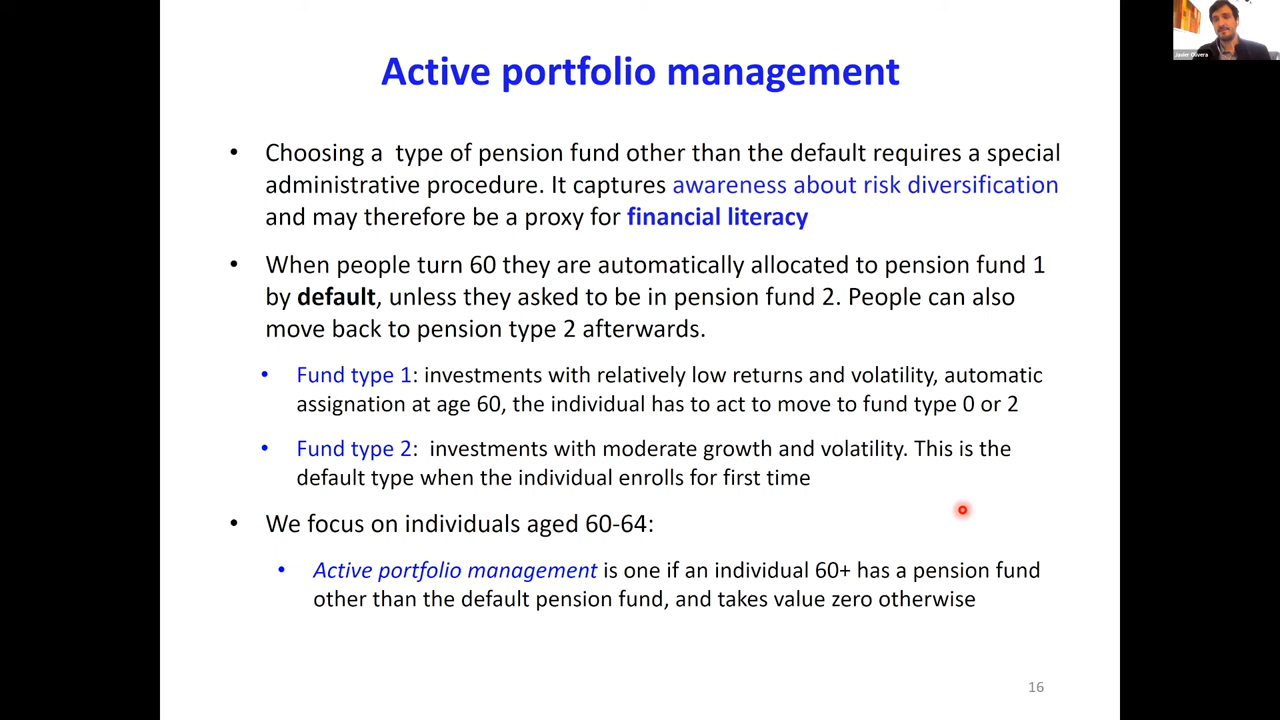 Active portfolio management
• Choosing a type of pension fund other than the default requires a special
administrative procedure. It captures awareness about risk diversification
and may therefore be a proxy for financial literacy
• When people turn 60 they are automatically allocated to pension fund 1
by default, unless they asked to be in pension fund 2. People can also
move back to pension type 2 afterwards.
• Fund type 1: investments with relatively low returns and volatility, automatic
assignation at age 60, the individual has to act to move to fund type 0 or 2
• Fund type 2: investments with moderate growth and volatility. This is the
default type when the individual enrolls for first time
• We focus on individuals aged 60-64:
• Active portfolio management is one if an individual 60+ has a pension fund
other than the default pension fund, and takes value zero otherwise
16
Javier Olivera